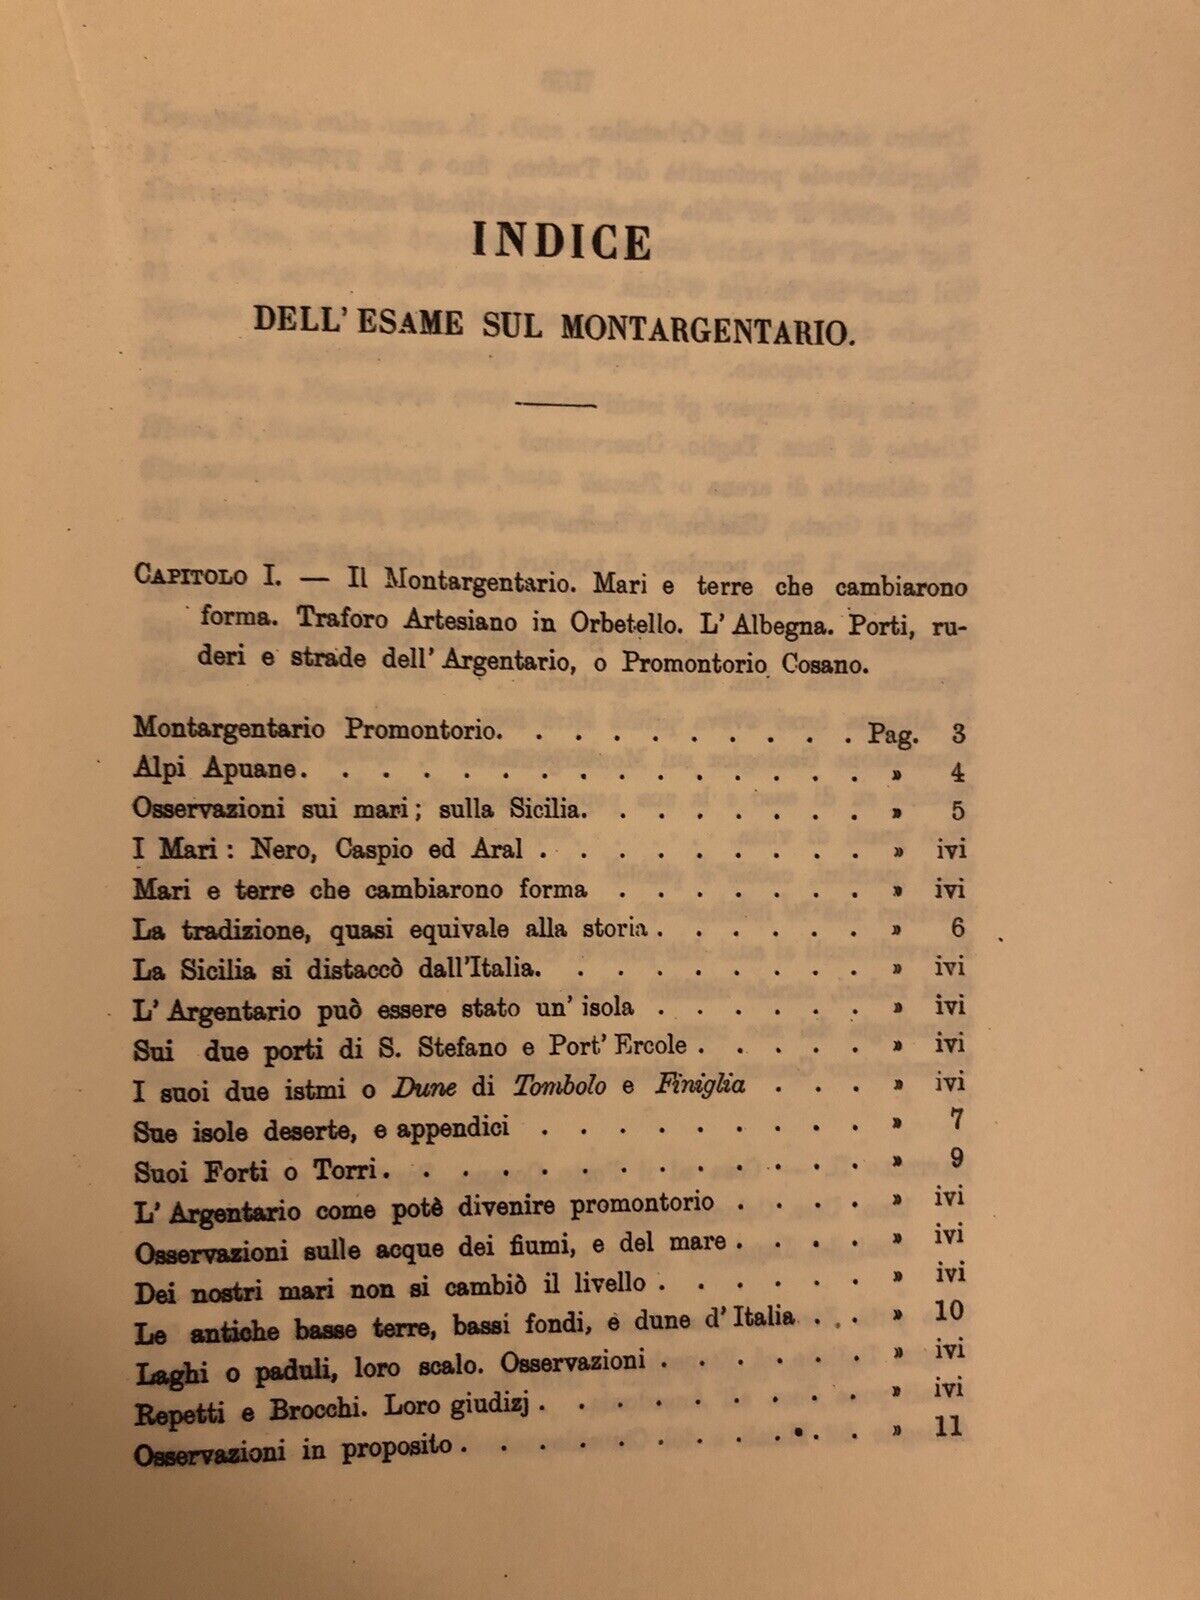 INDICE
DELL' ESAME SUL MONTARGENTARIO.
CAPITOLO I. — Il Montargentario. Mari e terre che cambiarono
forma. Traforo Artesiano in Orbetello. L' Albegna. Porti, ru-
deri e strade dell' Argentario, o Promontorio Cosano.
Montargentario Promontorio. . . . . . . . . . Pag. 3
Alpi Apuane. . . . . . . . . . . . . . . » 4
Osservazioni sui mari; sulla Sicilia. . . . . . . . » 5
I Mari: Nero, Caspio ed Aral . . . . . . . . . » ivi
Mari e terre che cambiarono forma . . . . . . . » ivi
La tradizione, quasi equivale alla storia . . . . . . » 6
La Sicilia si distaccò dall'Italia. . . . . . . . . » ivi
L' Argentario può essere stato un' isola . . . . . . » ivi
Sui due porti di S. Stefano e Port' Ercole . . . . . » ivi
I suoi due istmi o Dune di Tombolo e Finiglia . . . » ivi
Sue isole deserte, e appendici . . . . . . . . . » 7
Suoi Forti o Torri. . . . . . . . . . . . . » 9
L' Argentario come potè divenire promontorio . . . . » ivi
Osservazioni sulle acque dei fiumi, e del mare . . . . » ivi
Dei nostri mari non si cambiò il livello . . . . . . » ivi
Le antiche basse terre, bassi fondi, e dune d' Italia . . . » 10
Laghi o paduli, loro scalo. Osservazioni . . . . . . » ivi
Repetti e Brocchi. Loro giudizj . . . . . . . . . » ivi
Osservazioni in proposito . . . . . . . . . . . » 11